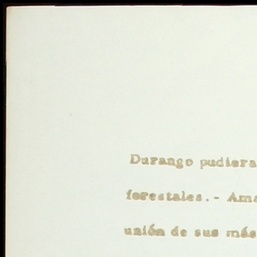 Durango pudiera
forestales.- Ama
unión de sus más